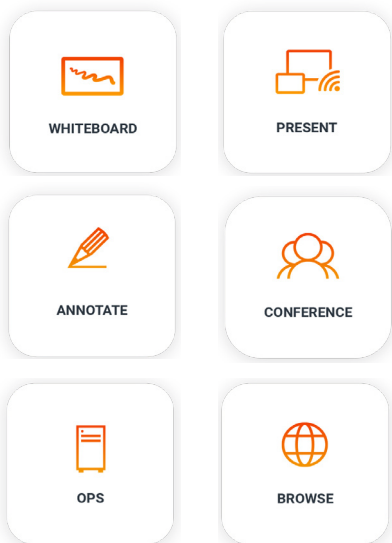 WHITEBOARD
PRESENT
ANNOTATE
CONFERENCE
OPS
BROWSE